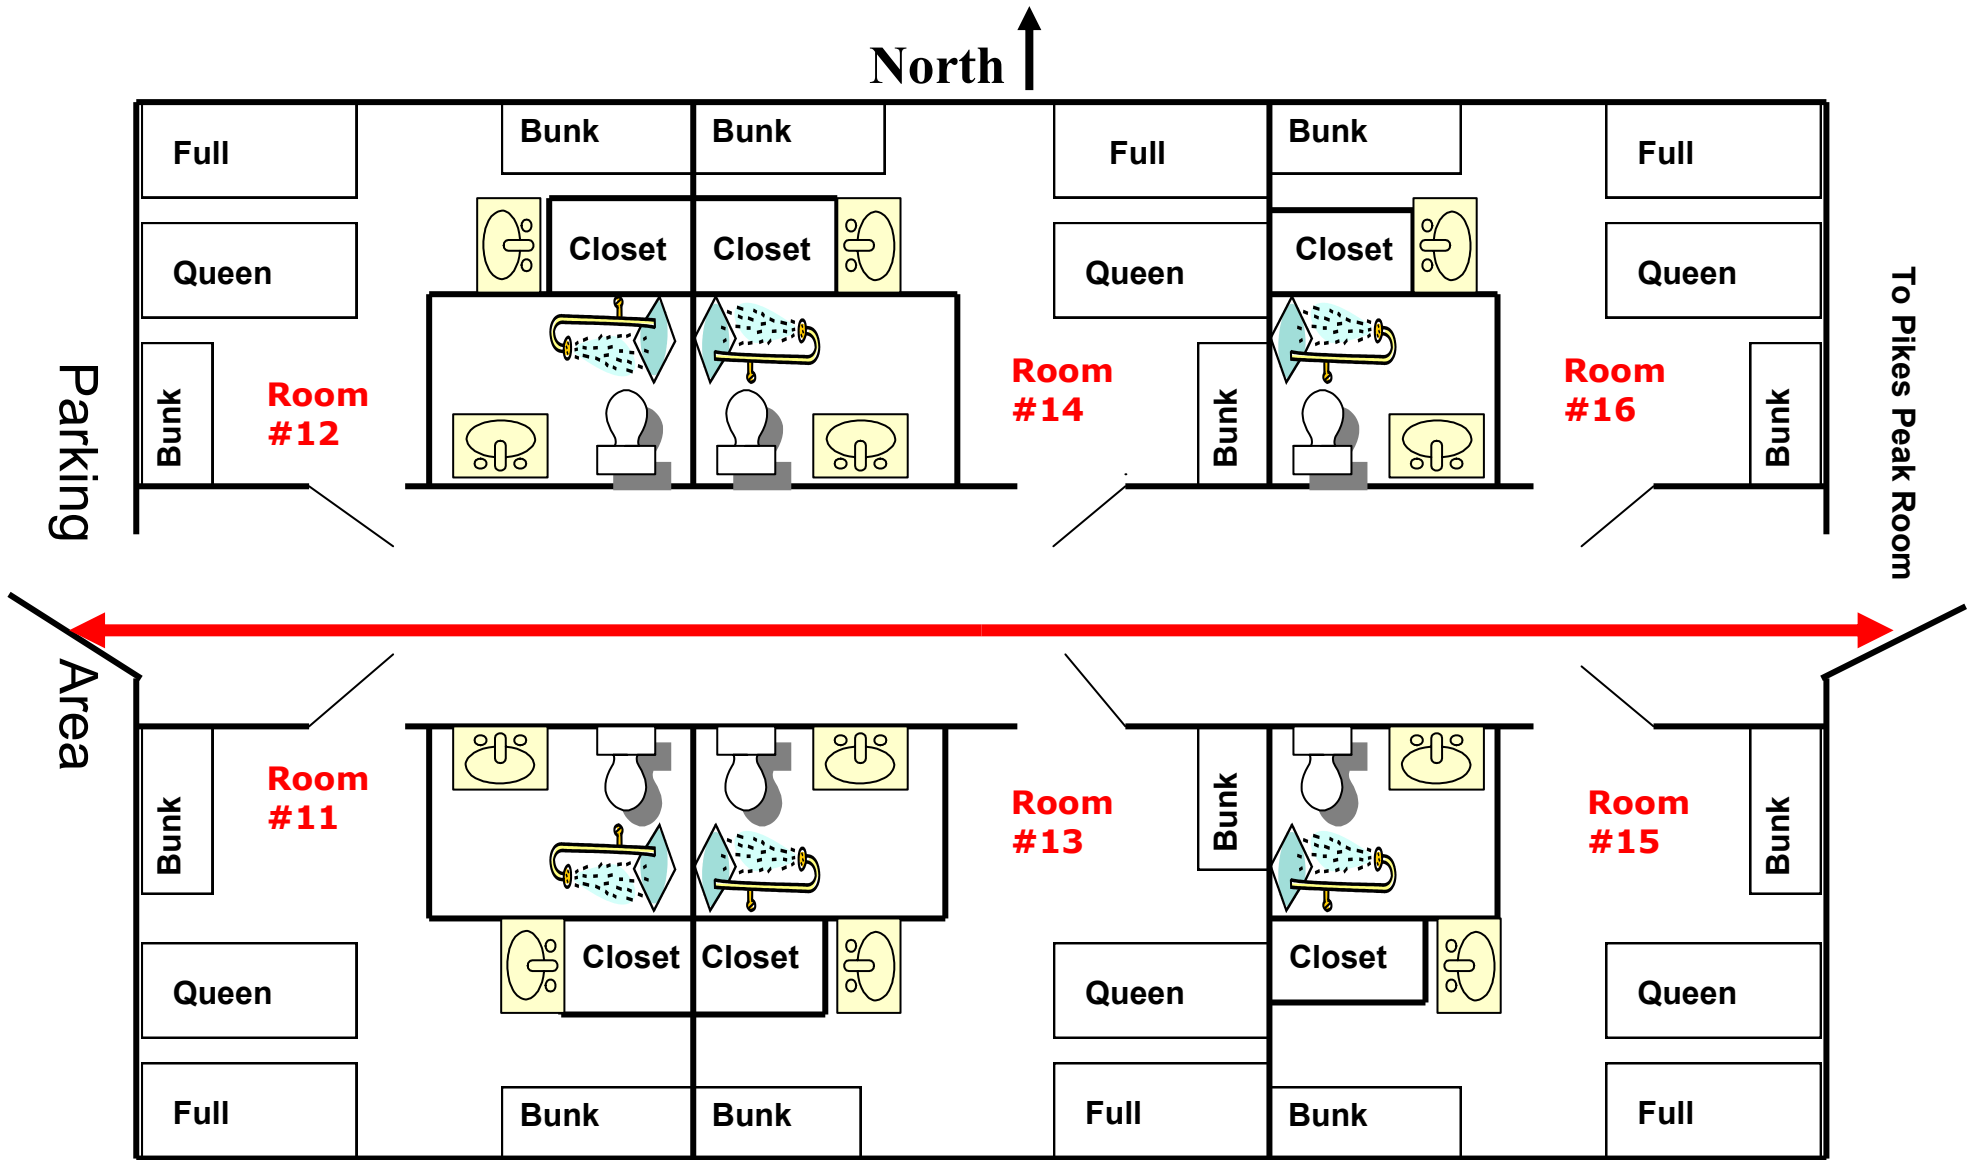 North
Full
Bunk
Bunk
Full
Bunk
Full
Queen
Closet
Closet
Queen
Closet
Queen
Bunk
Room
#12
Room
#14
Bunk
Room
#16
Bunk
To Pikes Peak Room
Parking
Area
Bunk
Room
#11
Room
#13
Bunk
Room
#15
Bunk
Queen
Closet
Closet
Queen
Closet
Queen
Full
Bunk
Bunk
Full
Bunk
Full